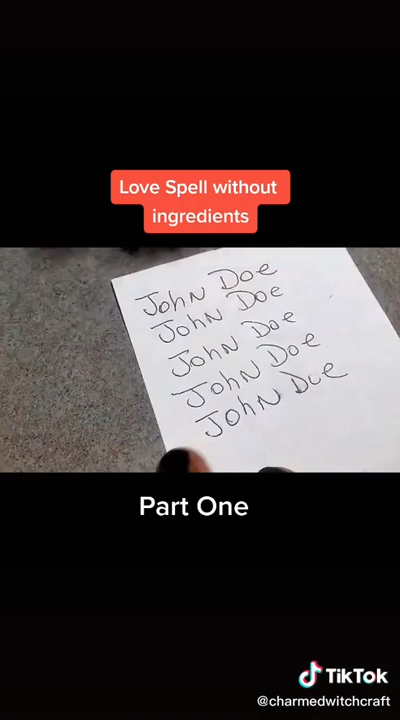 Love Spell without
ingredients
John Doe
John Doe
John Doe
John Doe
John Doe
Part One
TikTok
@charmedwitchcraft